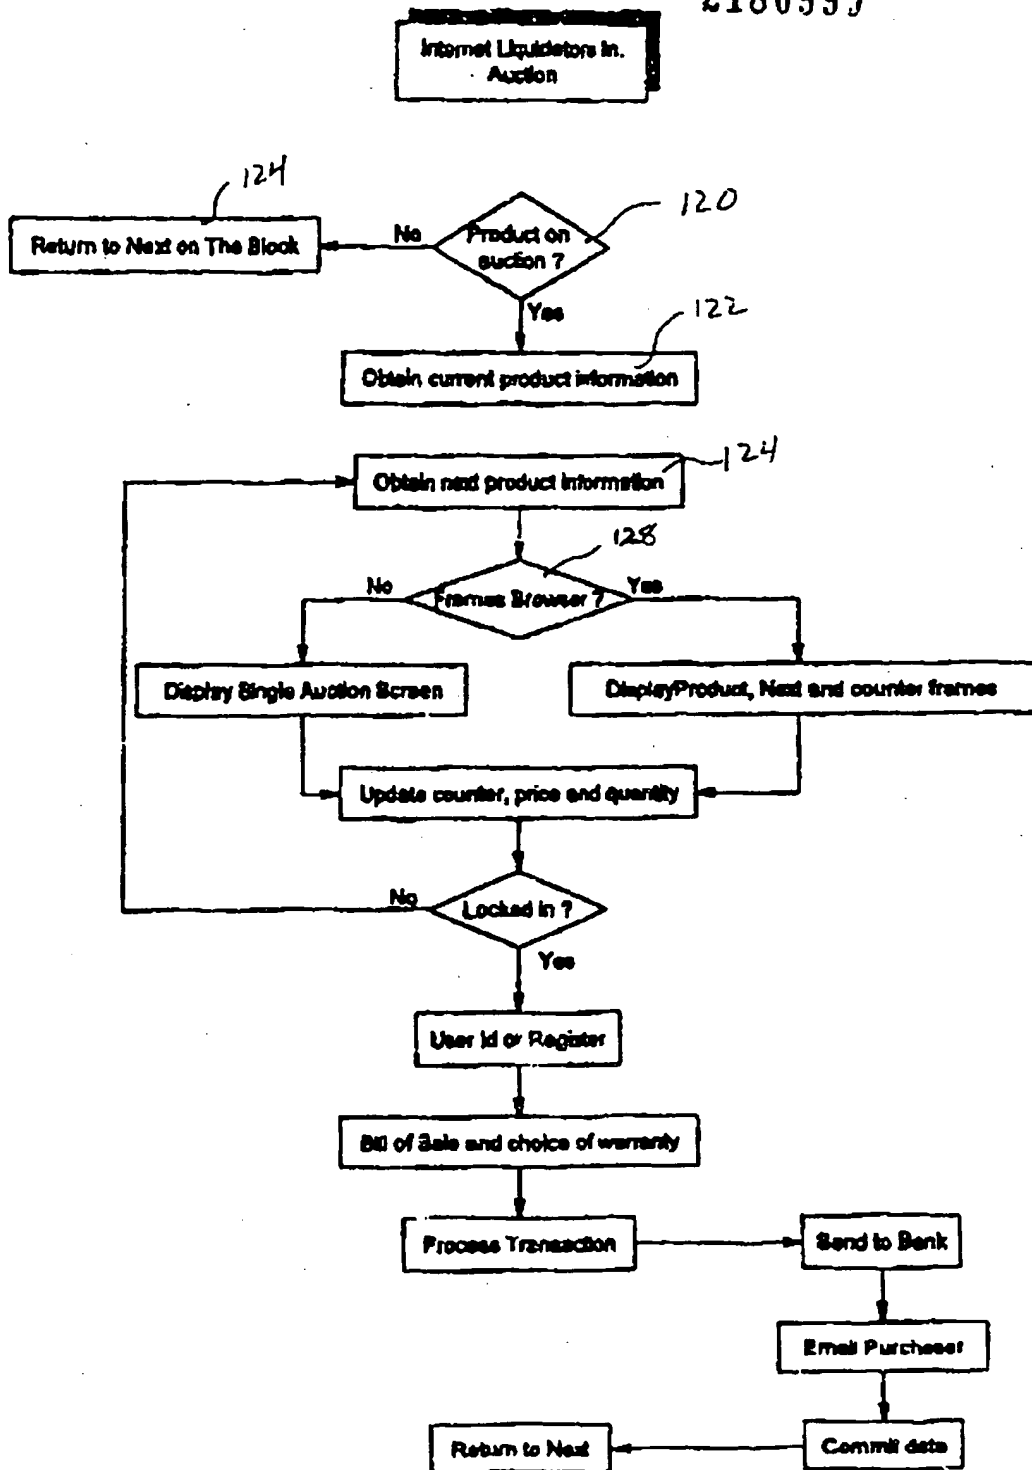 Internet Liquidators In.
Auction
124
120
Return to Next on The Block
No
Product on
auction ?
Yes
122
Obtain current product information
124
Obtain next product information
128
No
Frames Browser ?
Yes
Display Single Auction Screen
DisplayProduct, Next and counter frames
Update counter, price and quantity
No
Locked in ?
Yes
User Id or Register
Bill of Sale and choice of warranty
Process Transaction
Send to Bank
Email Purchaser
Return to Next
Commit data